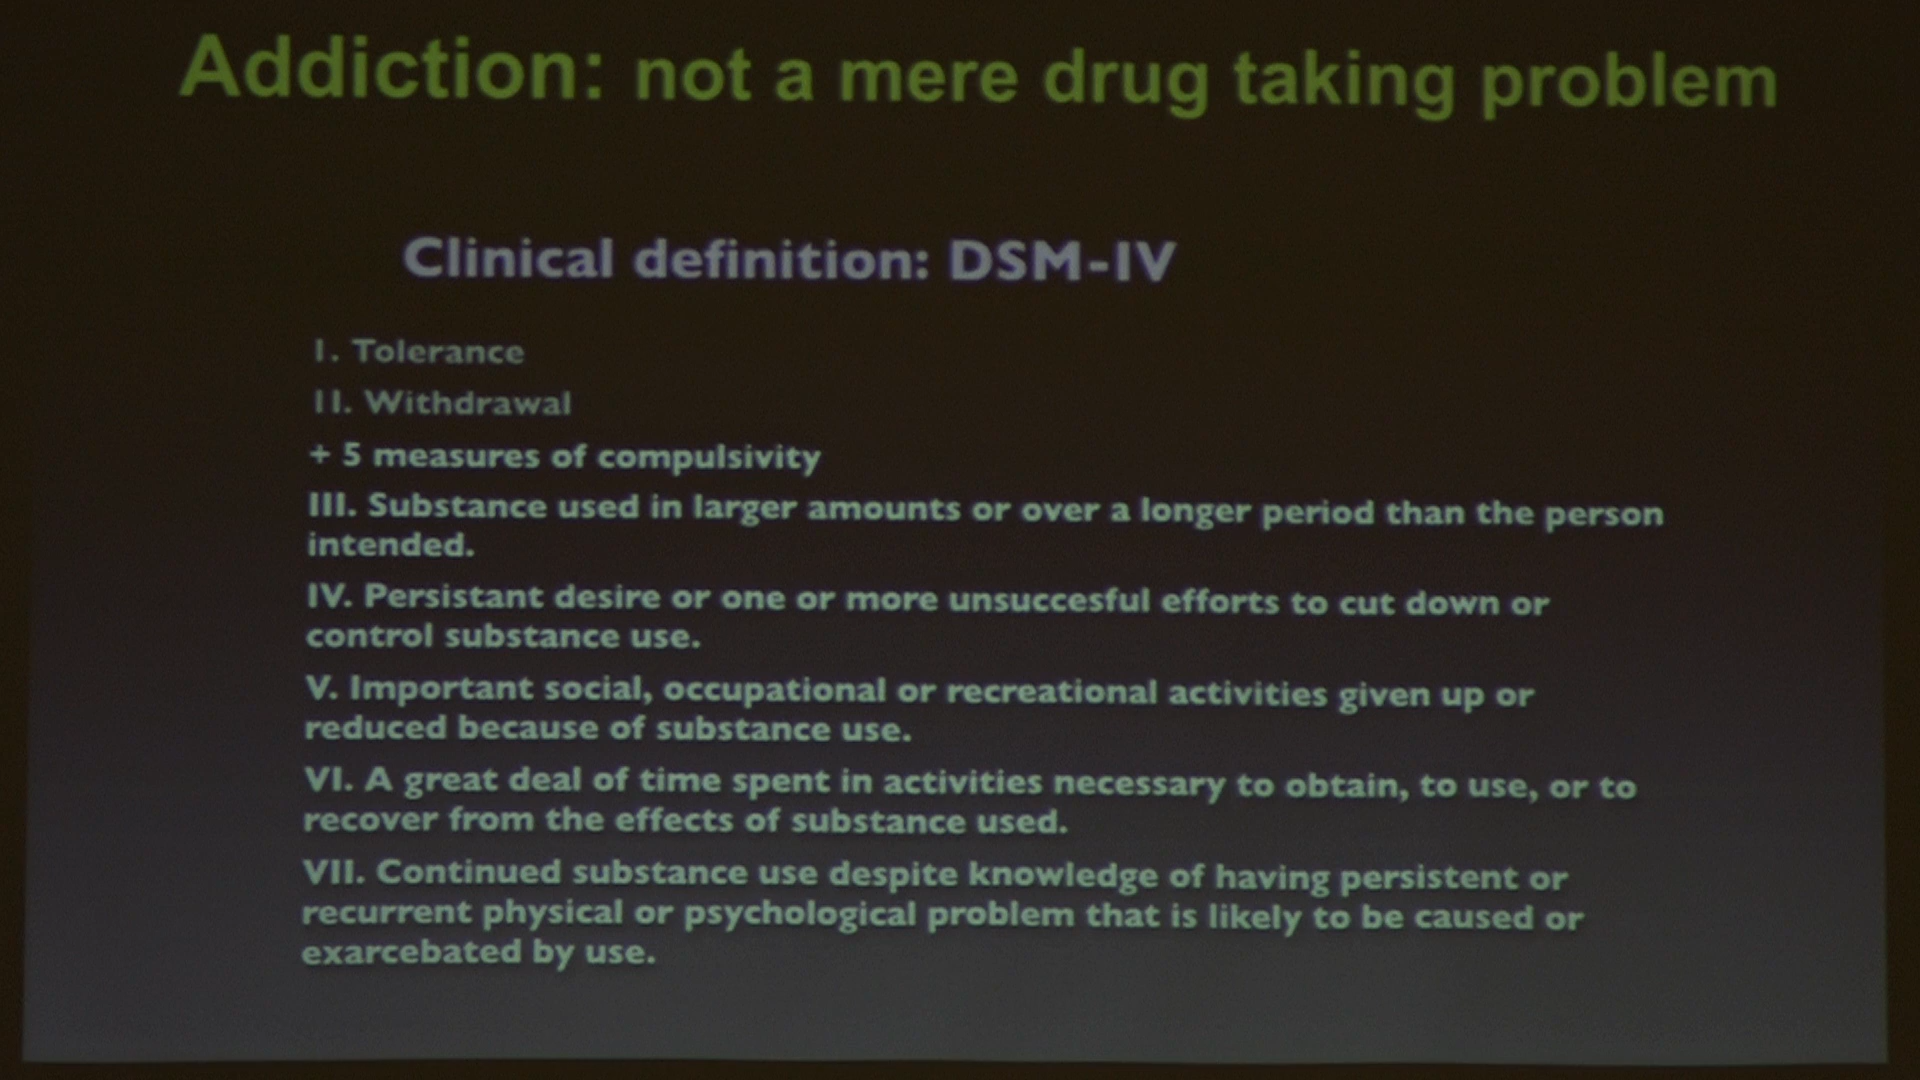 Addiction: not a mere drug taking problem
Clinical definition: DSM-IV
I. Tolerance
II. Withdrawal
+ 5 measures of compulsivity
III. Substance used in larger amounts or over a longer period than the person
intended.
IV. Persistant desire or one or more unsuccesful efforts to cut down or
control substance use.
V. Important social, occupational or recreational activities given up or
reduced because of substance use.
VI. A great deal of time spent in activities necessary to obtain, to use, or to
recover from the effects of substance used.
VII. Continued substance use despite knowledge of having persistent or
recurrent physical or psychological problem that is likely to be caused or
exarcebated by use.